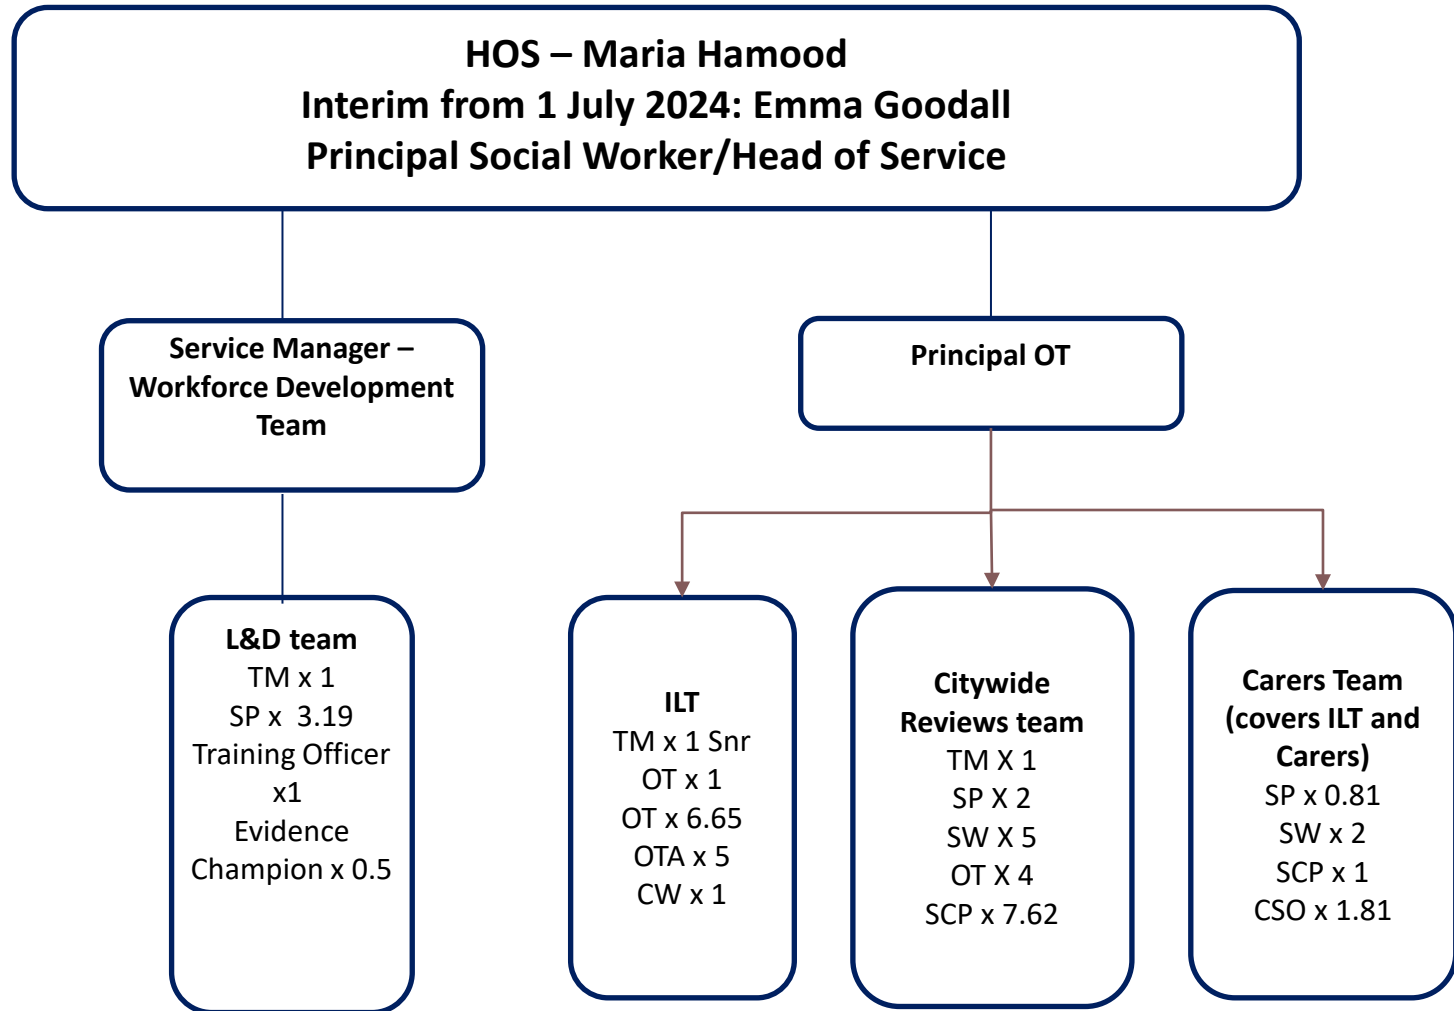 HOS – Maria Hamood
Interim from 1 July 2024: Emma Goodall
Principal Social Worker/Head of Service
Service Manager –
Workforce Development
Team
Principal OT
L&D team
TM x 1
SP x  3.19
Training Officer
x1
Evidence
Champion x 0.5
ILT
TM x 1 Snr
OT x 1
OT x 6.65
OTA x 5
CW x 1
Citywide
Reviews team
TM X 1
SP X 2
SW X 5
OT X 4
SCP x 7.62
Carers Team
(covers ILT and
Carers)
SP x 0.81
SW x 2
SCP x 1
CSO x 1.81